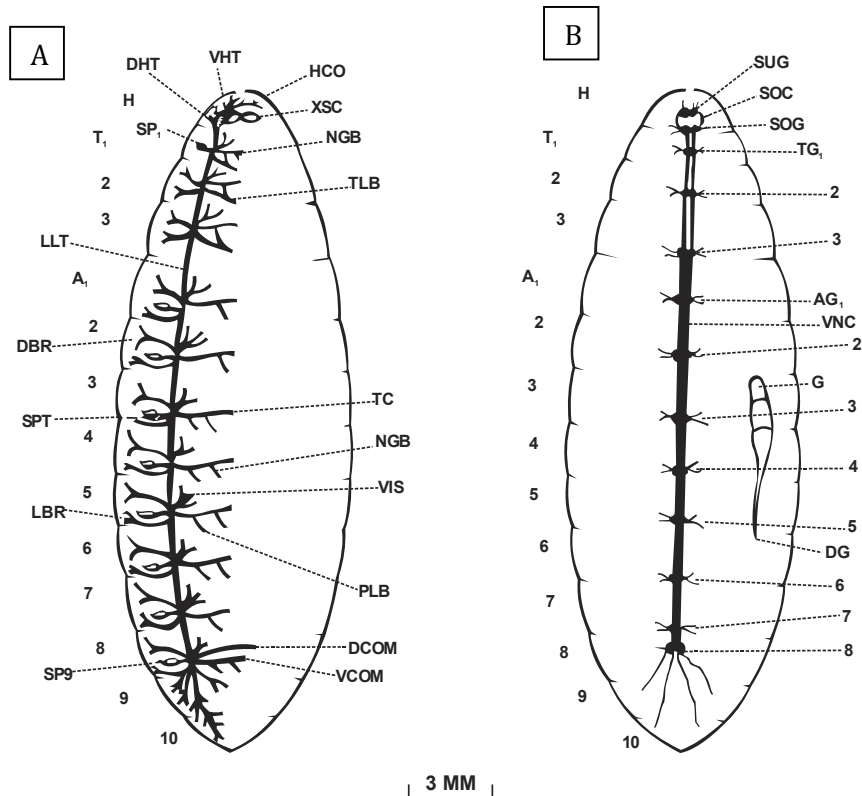 A
DHT
VHT
HCO
H
XSC
SP1
NGB
T1
TLB
2
3
LLT
A1
2
DBR
3
TC
SPT
4
NGB
5
VIS
LBR
6
7
PLB
8
DCOM
SP9
VCOM
9
10
B
SUG
H
SOC
SOG
T1
TG1
2
2
3
3
A1
AG1
2
VNC
2
3
G
3
4
4
5
5
DG
6
6
7
7
8
8
9
10
3 MM